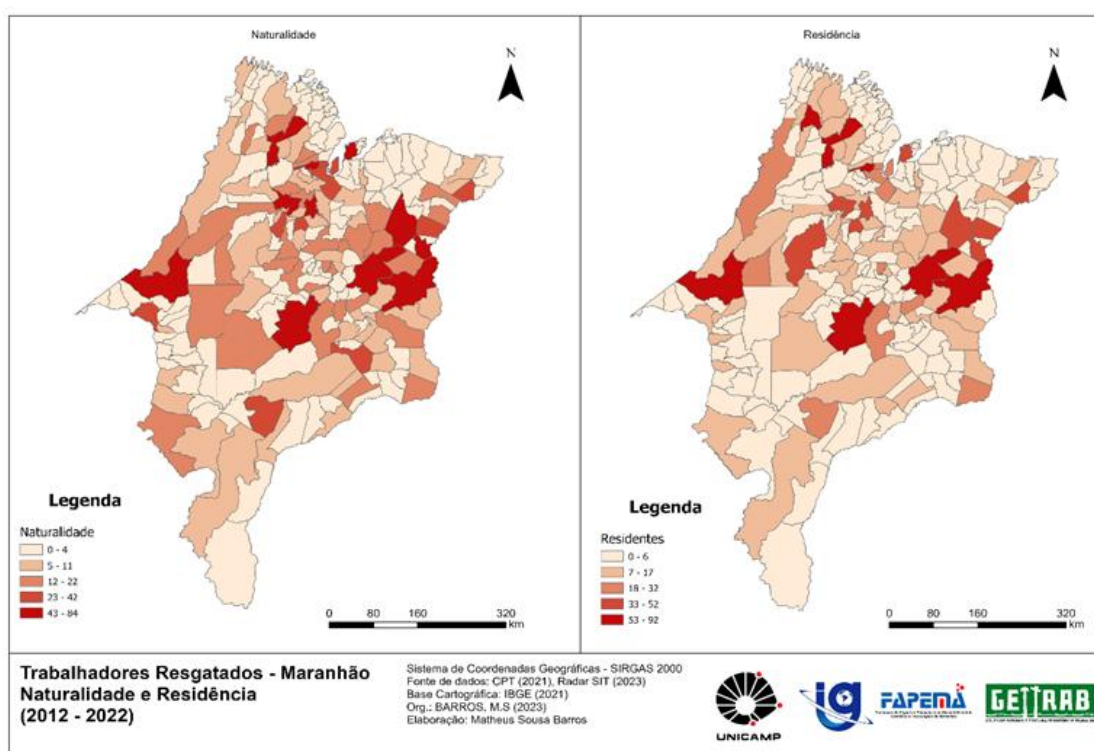 Naturalidade
N
Legenda
Naturalidade
0 - 4
5 - 11
12 - 22
23 - 42
43 - 84
0 80 160 320
km
Residência
N
Legenda
Residentes
0 - 6
7 - 17
18 - 32
33 - 52
53 - 92
0 80 160 320
km
Trabalhadores Resgatados - Maranhão
Naturalidade e Residência
(2012 - 2022)
Sistema de Coordenadas Geográficas - SIRGAS 2000
Fonte de dados: CPT (2021), Radar SIT (2023)
Base Cartográfica: IBGE (2021)
Org.: BARROS, M.S (2023)
Elaboração: Matheus Sousa Barros
UNICAMP
ig
FAPEMA
GETTRAB